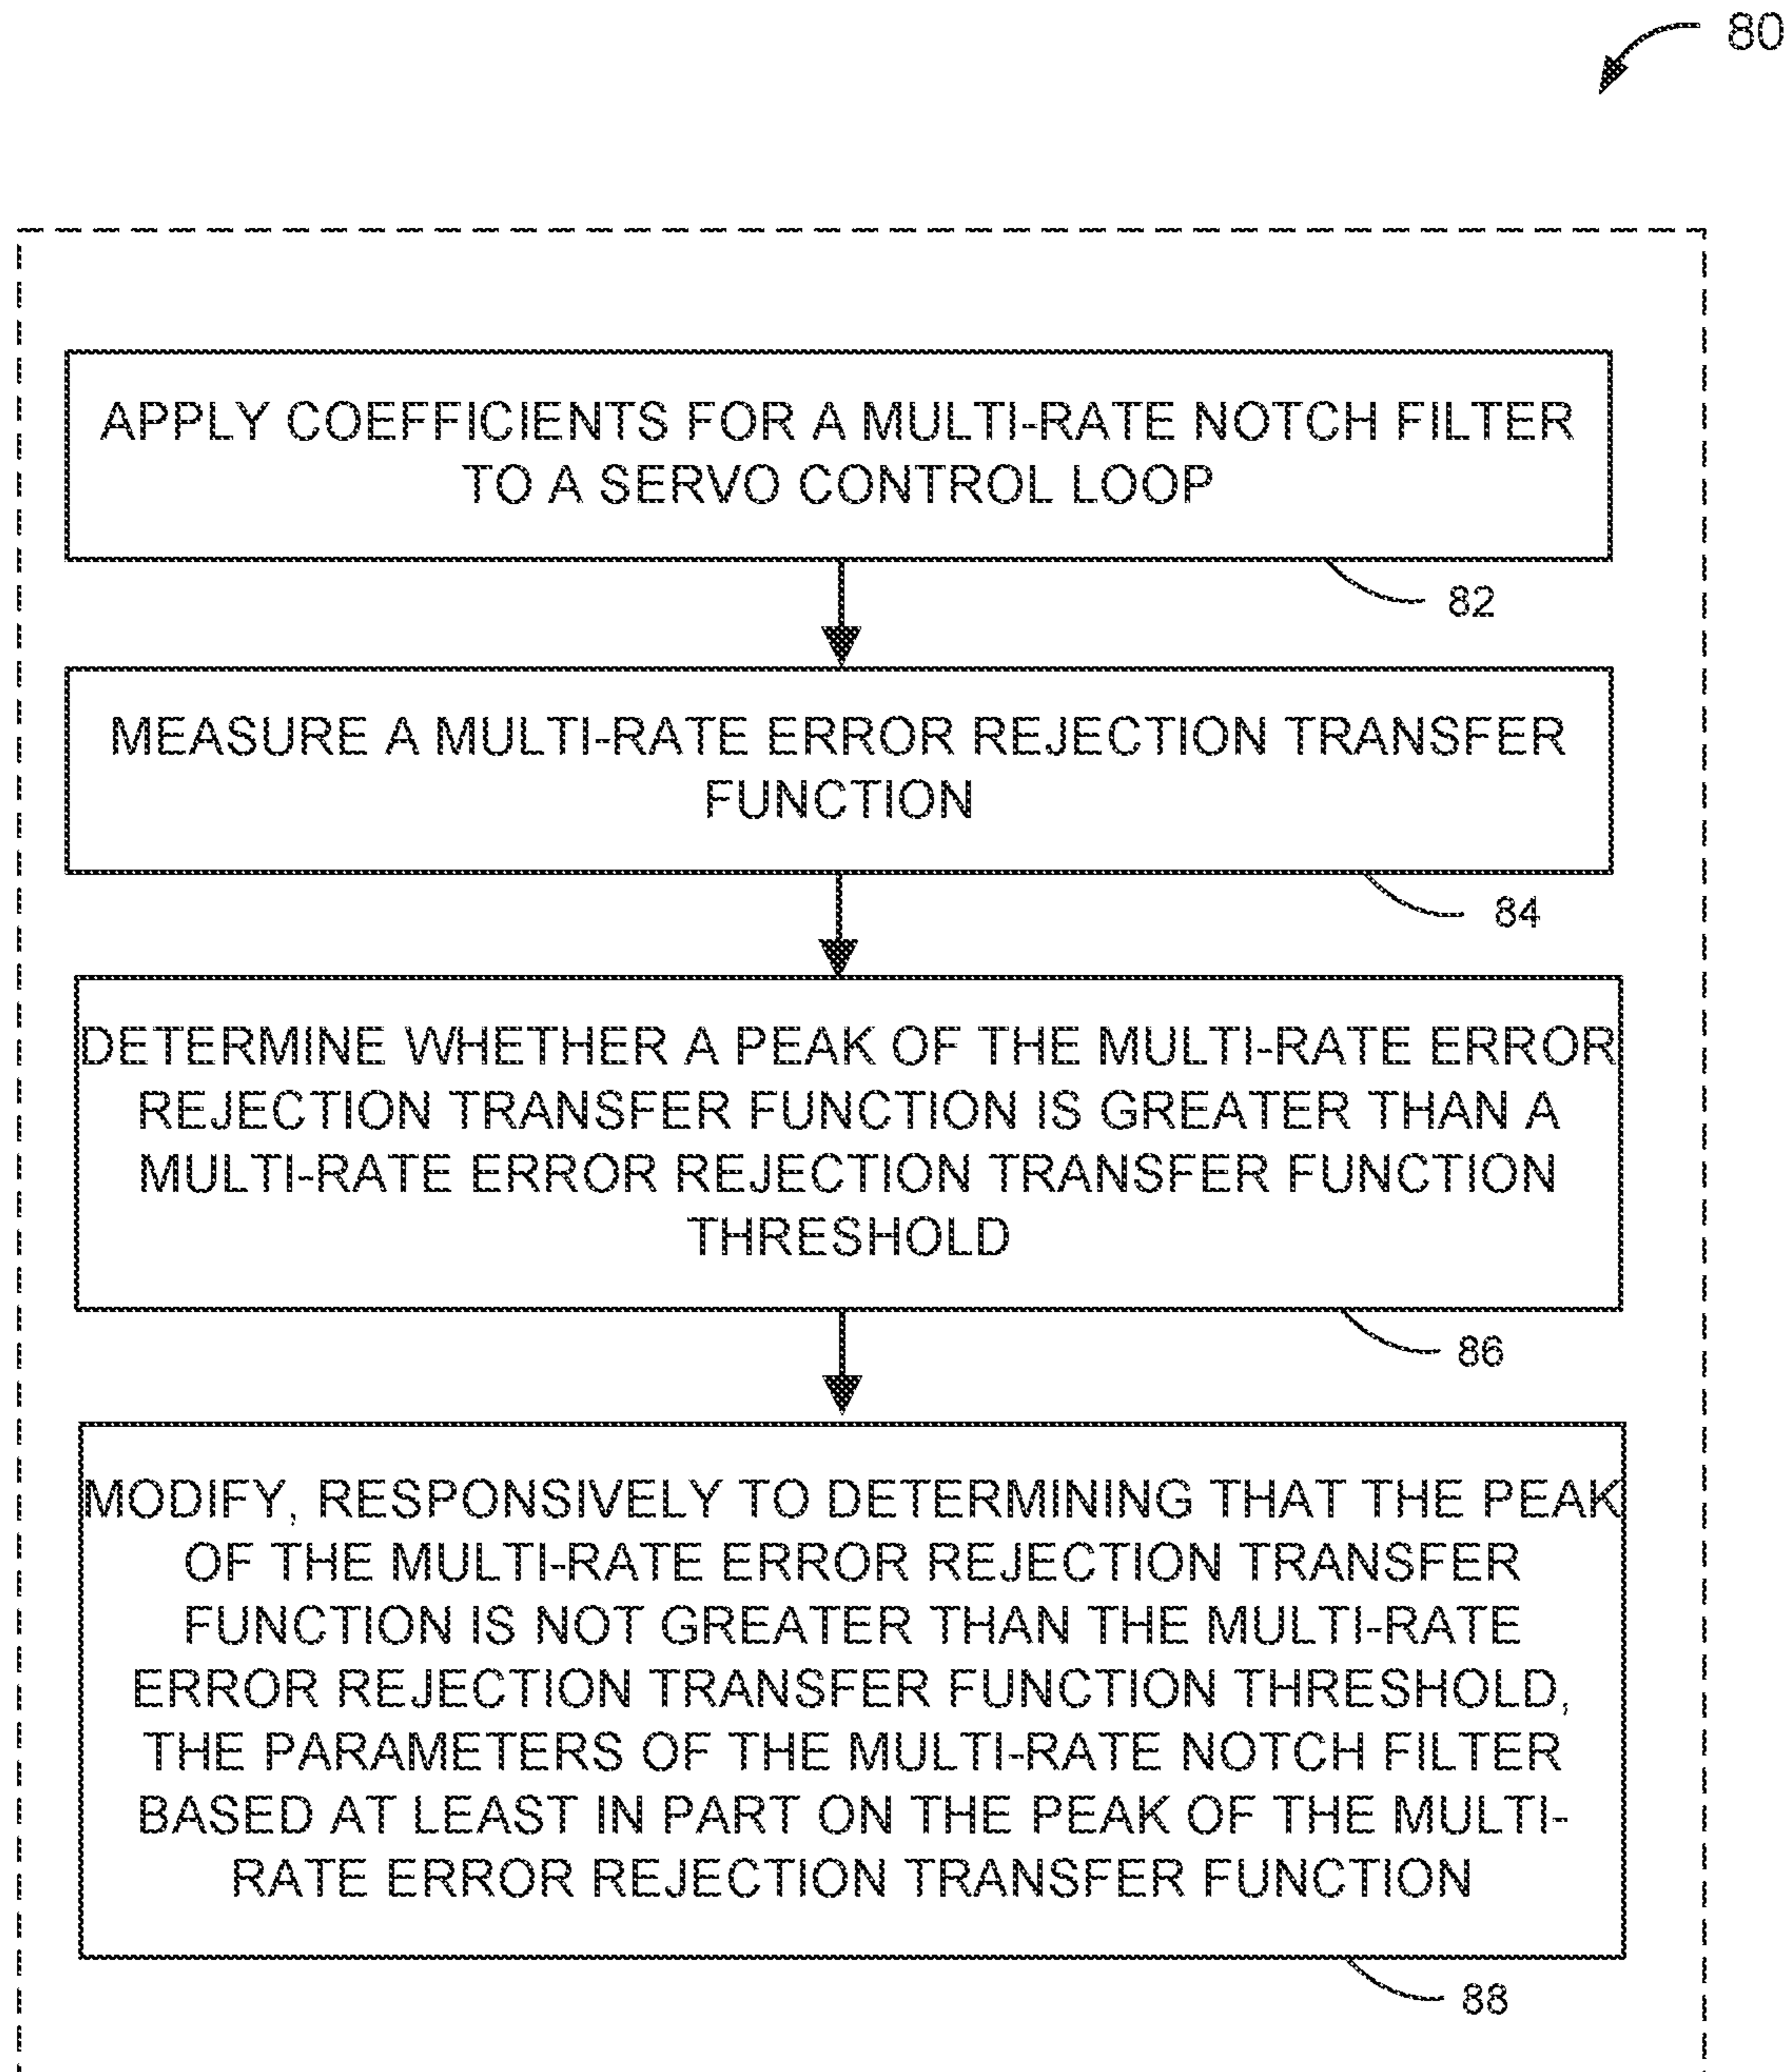 80
APPLY COEFFICIENTS FOR A MULTI-RATE NOTCH FILTER
TO A SERVO CONTROL LOOP
82
MEASURE A MULTI-RATE ERROR REJECTION TRANSFER
FUNCTION
84
DETERMINE WHETHER A PEAK OF THE MULTI-RATE ERROR
REJECTION TRANSFER FUNCTION IS GREATER THAN A
MULTI-RATE ERROR REJECTION TRANSFER FUNCTION
THRESHOLD
86
MODIFY, RESPONSIVELY TO DETERMINING THAT THE PEAK
OF THE MULTI-RATE ERROR REJECTION TRANSFER
FUNCTION IS NOT GREATER THAN THE MULTI-RATE
ERROR REJECTION TRANSFER FUNCTION THRESHOLD,
THE PARAMETERS OF THE MULTI-RATE NOTCH FILTER
BASED AT LEAST IN PART ON THE PEAK OF THE MULTI-
RATE ERROR REJECTION TRANSFER FUNCTION
88